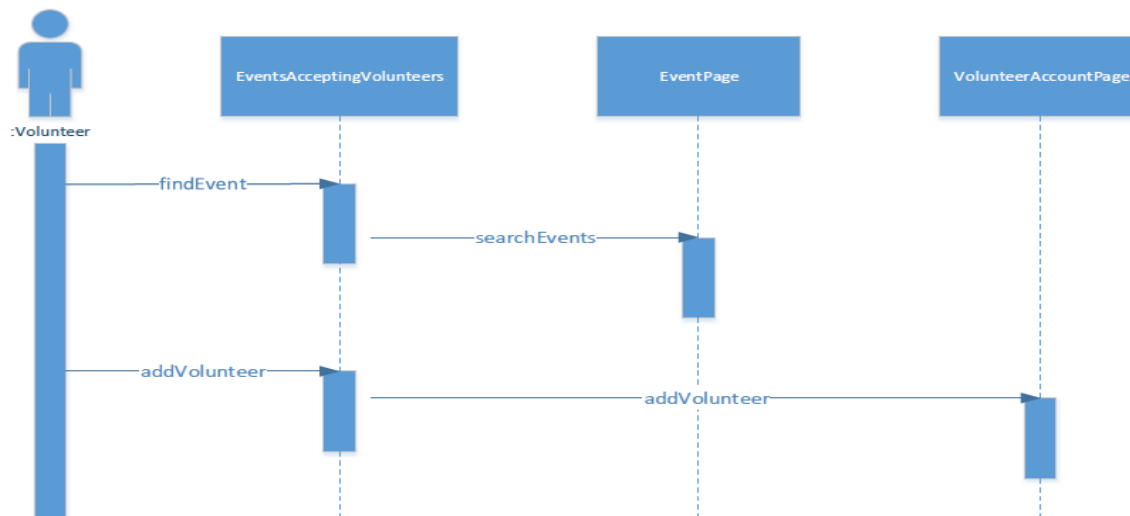 EventsAcceptingVolunteers
EventPage
VolunteerAccountPage
:Volunteer
findEvent
searchEvents
addVolunteer
addVolunteer